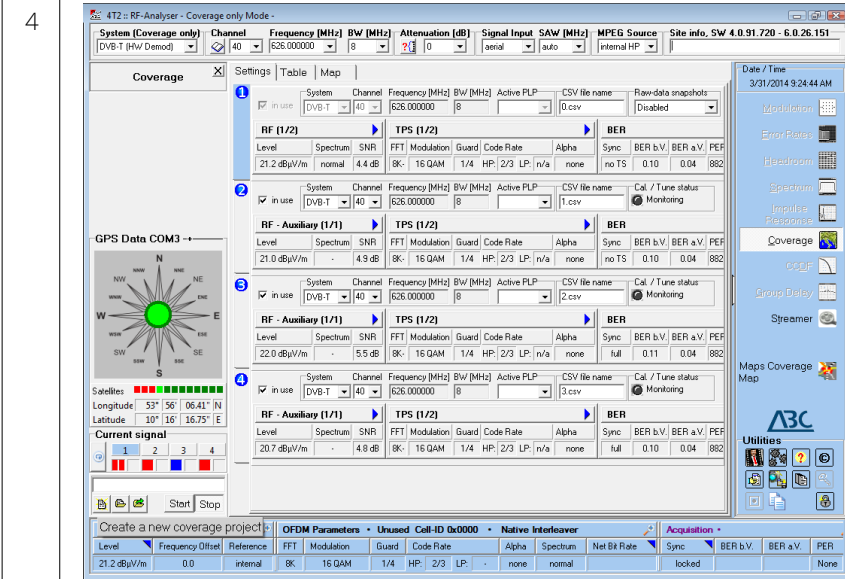 4
4T2 :: RF-Analyser - Coverage only Mode -
System (Coverage only) Channel Frequency [MHz] BW [MHz] Attenuation [dB] Signal Input SAW [MHz] MPEG Source Site info, SW 4.0.91.720 - 6.0.26.151
DVB-T (HW Demod) 40 626.000000 8 0 aerial auto internal HP
Coverage X
Settings Table Map
1 System Channel Frequency [MHz] BW [MHz] Active PLP CSV file name Raw-data snapshots
in use DVB-T 40 626.000000 8 0.csv Disabled
RF (1/2) TPS (1/2) BER
Level Spectrum SNR FFT Modulation Guard Code Rate Alpha Sync BER b.V. BER a.V. PEF
21.2 dBµV/m normal 4.4 dB 8K- 16 QAM 1/4 HP: 2/3 LP: n/a none no TS 0.10 0.04 882
2 System Channel Frequency [MHz] BW [MHz] Active PLP CSV file name Cal. / Tune status
in use DVB-T 40 626.000000 8 1.csv Monitoring
RF - Auxiliary (1/1) TPS (1/2) BER
Level Spectrum SNR FFT Modulation Guard Code Rate Alpha Sync BER b.V. BER a.V. PEF
21.0 dBµV/m - 4.9 dB 8K- 16 QAM 1/4 HP: 2/3 LP: n/a none no TS 0.10 0.04 882
3 System Channel Frequency [MHz] BW [MHz] Active PLP CSV file name Cal. / Tune status
in use DVB-T 40 626.000000 8 2.csv Monitoring
RF - Auxiliary (1/1) TPS (1/2) BER
Level Spectrum SNR FFT Modulation Guard Code Rate Alpha Sync BER b.V. BER a.V. PEF
22.0 dBµV/m - 5.5 dB 8K- 16 QAM 1/4 HP: 2/3 LP: n/a none full 0.11 0.04 882
4 System Channel Frequency [MHz] BW [MHz] Active PLP CSV file name Cal. / Tune status
in use DVB-T 40 626.000000 8 3.csv Monitoring
RF - Auxiliary (1/1) TPS (1/2) BER
Level Spectrum SNR FFT Modulation Guard Code Rate Alpha Sync BER b.V. BER a.V. PEF
20.7 dBµV/m - 4.8 dB 8K- 16 QAM 1/4 HP: 2/3 LP: n/a none full 0.10 0.04 882
GPS Data COM3 -+-
N
NNW NNE
NW NE
WNW ENE
W E
WSW ESE
SW SE
SSW SSE
S
Satellites
Longitude 53° 56' 06.41" N
Latitude 10° 16' 16.75" E
Current signal
1 2 3 4
Start Stop
Create a new coverage project
Date / Time
3/31/2014 9:24:44 AM
Modulation
Error Rates
Headroom
Spectrum
Impulse Response
Coverage
CCDF
Group Delay
Streamer
Maps Coverage Map
ABC
Utilities
OFDM Parameters • Unused Cell-ID 0x0000 • Native Interleaver Acquisition •
Level Frequency Offset Reference FFT Modulation Guard Code Rate Alpha Spectrum Net Bit Rate Sync BER b.V. BER a.V. PER
21.2 dBµV/m 0.0 internal 8K 16 QAM 1/4 HP: 2/3 LP: - none normal locked None